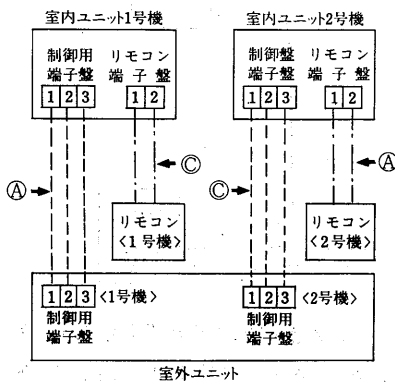 室内ユニット1号機
室内ユニット2号機
制御用
端子盤
リモコン
端子盤
制御盤
端子盤
リモコン
端子盤
1 2 3
1 2
1 2 3
1 2
Ⓐ
Ⓒ
Ⓒ
Ⓐ
リモコン
〈1号機〉
リモコン
〈2号機〉
1 2 3 〈1号機〉
制御用
端子盤
1 2 3 〈2号機〉
制御用
端子盤
室外ユニット